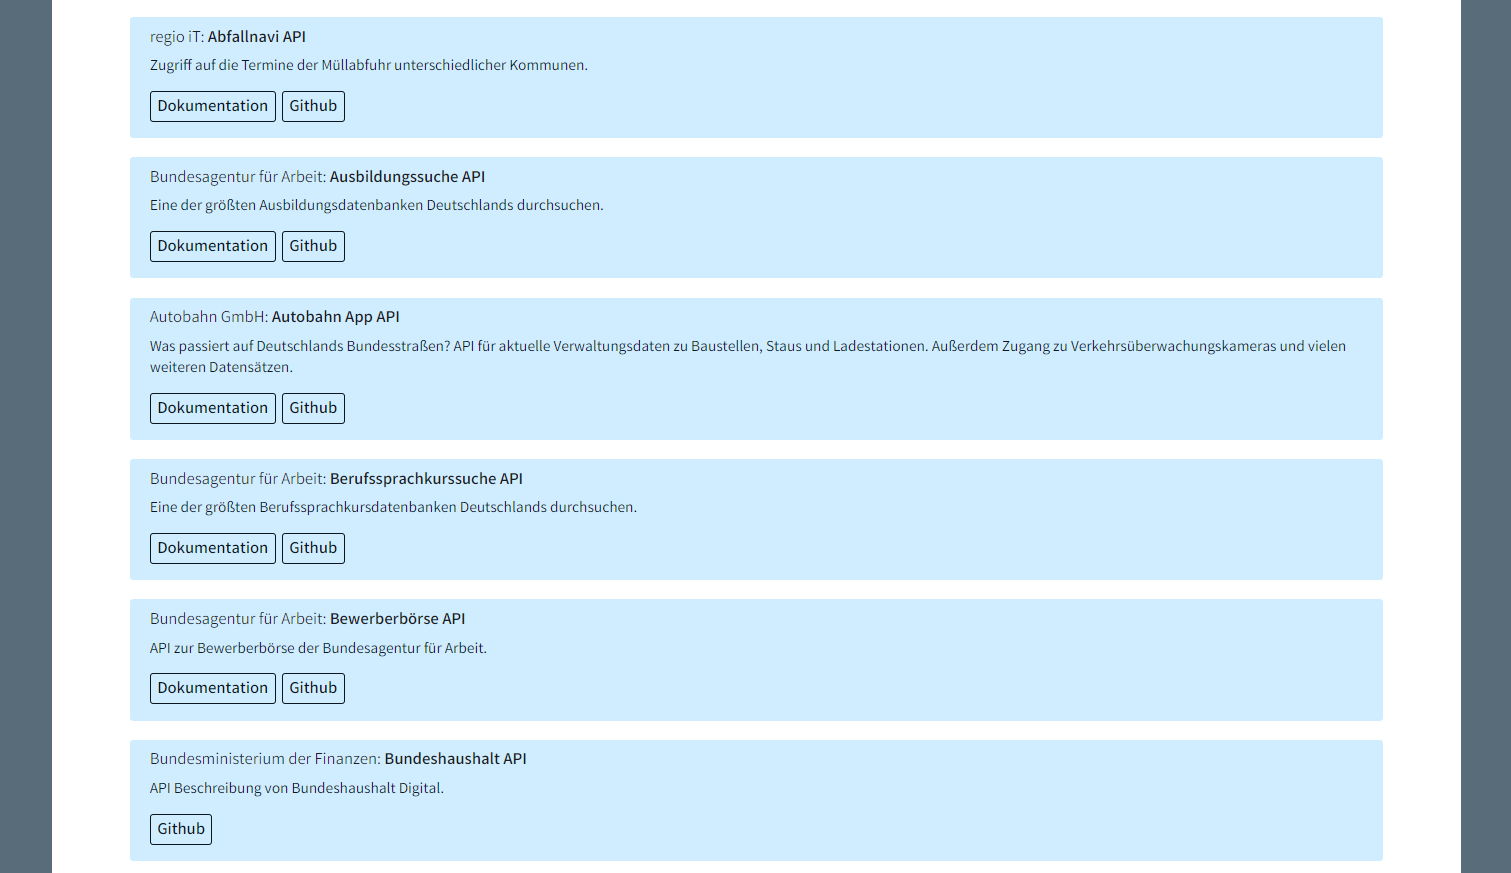 regio iT: Abfallnavi API
Zugriff auf die Termine der Müllabfuhr unterschiedlicher Kommunen.
Dokumentation Github
Bundesagentur für Arbeit: Ausbildungssuche API
Eine der größten Ausbildungsdatenbanken Deutschlands durchsuchen.
Dokumentation Github
Autobahn GmbH: Autobahn App API
Was passiert auf Deutschlands Bundesstraßen? API für aktuelle Verwaltungsdaten zu Baustellen, Staus und Ladestationen. Außerdem Zugang zu Verkehrsüberwachungskameras und vielen
weiteren Datensätzen.
Dokumentation Github
Bundesagentur für Arbeit: Berufssprachkurssuche API
Eine der größten Berufssprachkursdatenbanken Deutschlands durchsuchen.
Dokumentation Github
Bundesagentur für Arbeit: Bewerberbörse API
API zur Bewerberbörse der Bundesagentur für Arbeit.
Dokumentation Github
Bundesministerium der Finanzen: Bundeshaushalt API
API Beschreibung von Bundeshaushalt Digital.
Github